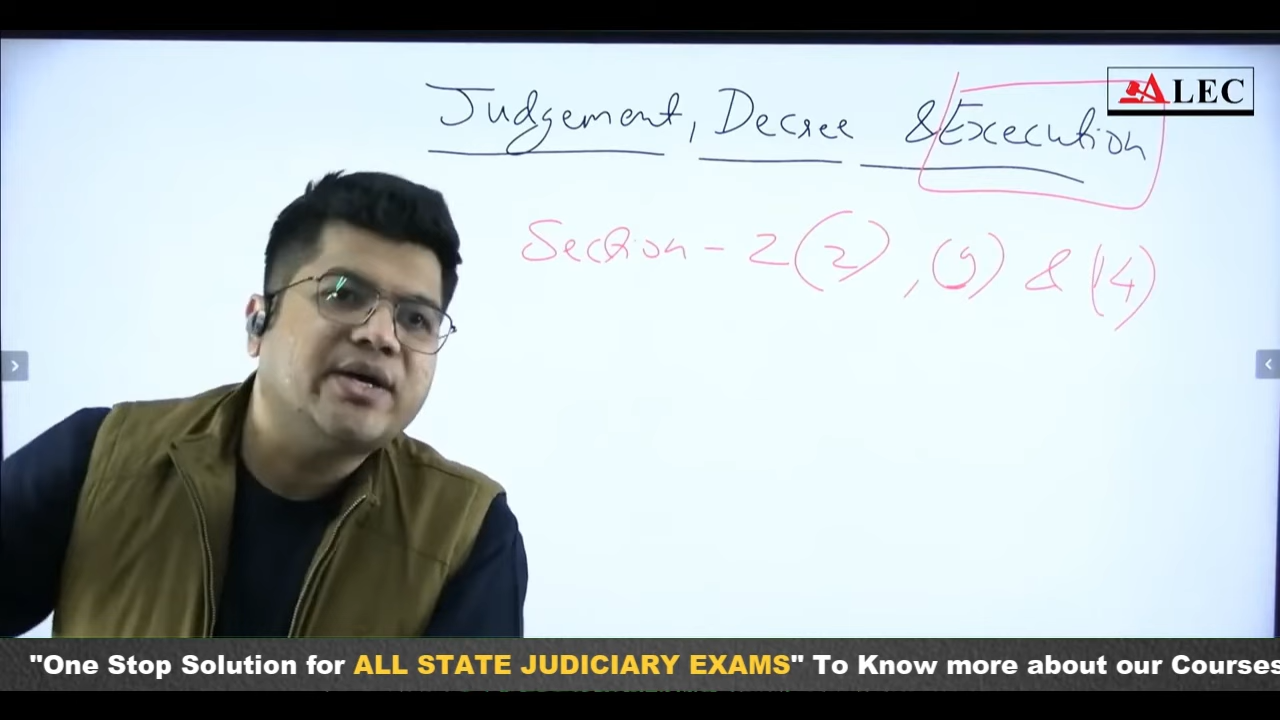 ALEC
Judgement, Decree & Execution
Section - 2 (2), (9) & (14)
"One Stop Solution for ALL STATE JUDICIARY EXAMS" To Know more about our Courses